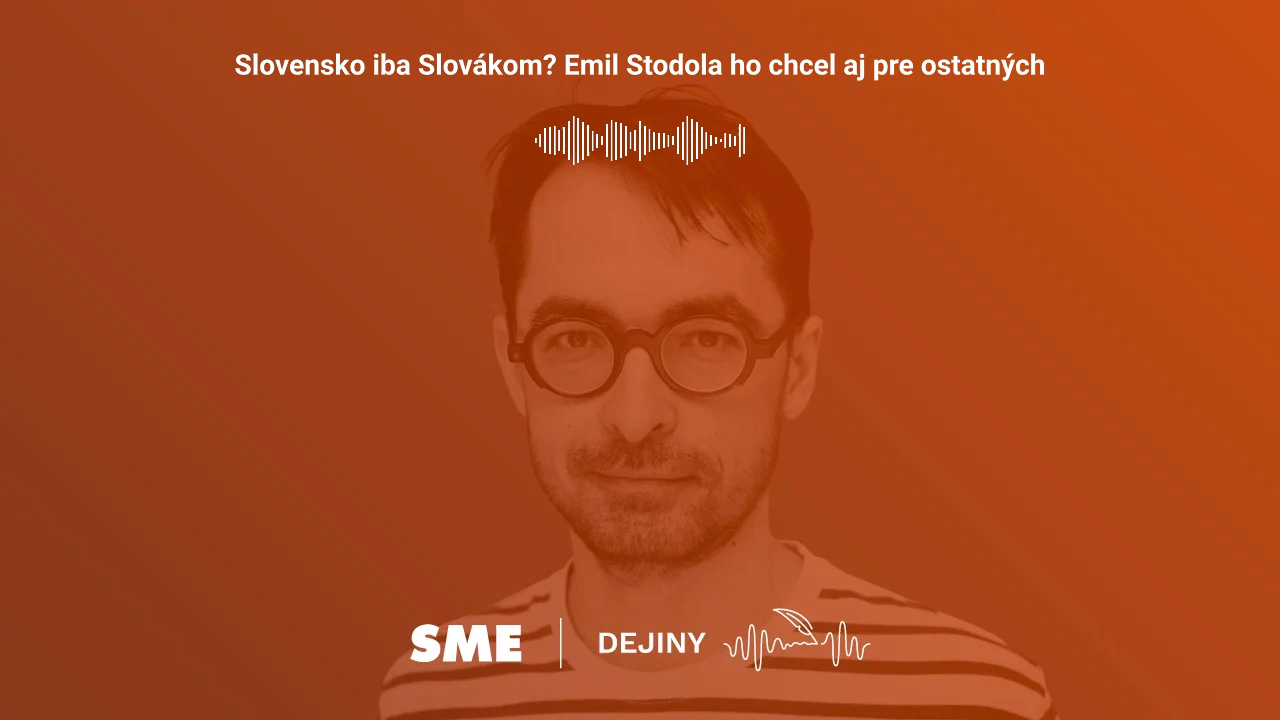 Slovensko iba Slovákom? Emil Stodola ho chcel aj pre ostatných
SME
DEJINY